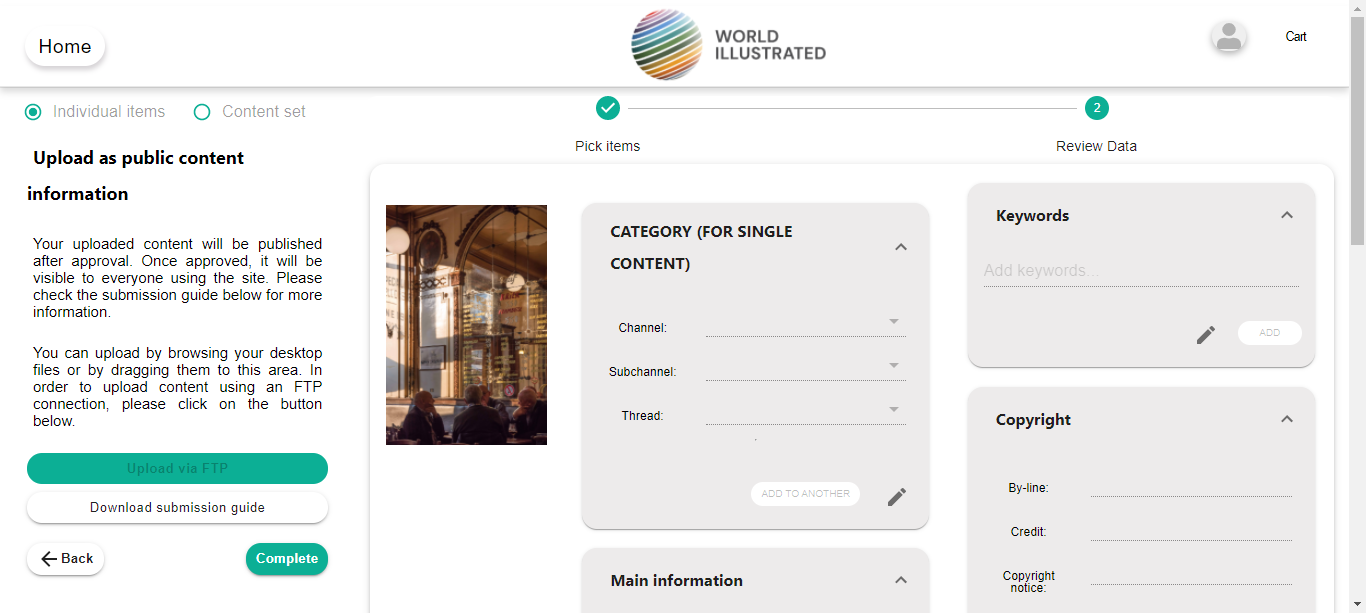 Home
WORLD
ILLUSTRATED
Cart
Individual items
Content set
2
Pick items
Review Data
Upload as public content
information
Your uploaded content will be published
after approval. Once approved, it will be
visible to everyone using the site. Please
check the submission guide below for more
information.
You can upload by browsing your desktop
files or by dragging them to this area. In
order to upload content using an FTP
connection, please click on the button
below.
Upload via FTP
Download submission guide
Back
Complete
CATEGORY (FOR SINGLE
CONTENT)
Channel:
Subchannel:
Thread:
ADD TO ANOTHER
Main information
Keywords
Add keywords...
ADD
Copyright
By-line:
Credit:
Copyright
notice: